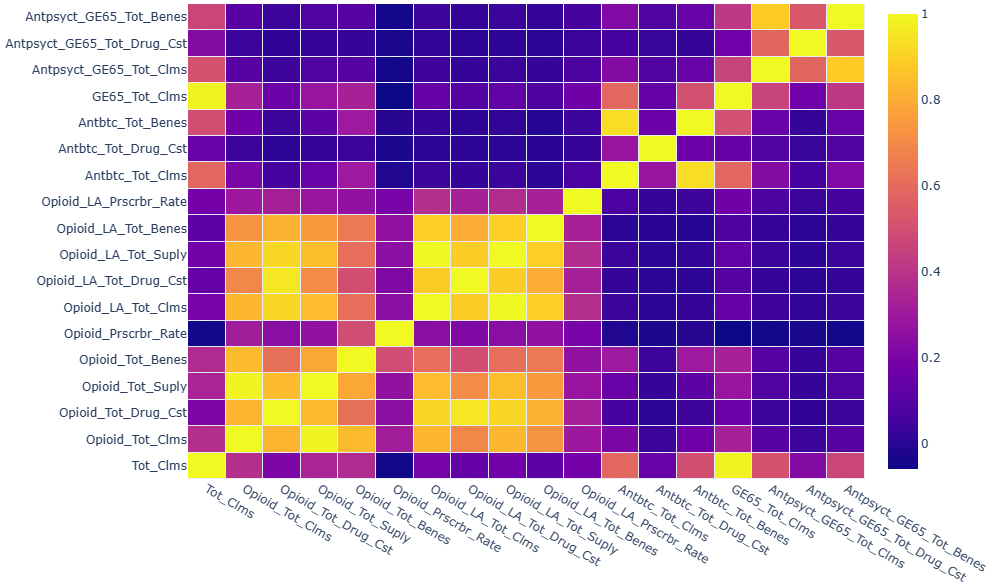 Antpsyct_GE65_Tot_Benes
Antpsyct_GE65_Tot_Drug_Cst
Antpsyct_GE65_Tot_Clms
GE65_Tot_Clms
Antbtc_Tot_Benes
Antbtc_Tot_Drug_Cst
Antbtc_Tot_Clms
Opioid_LA_Prscrbr_Rate
Opioid_LA_Tot_Benes
Opioid_LA_Tot_Suply
Opioid_LA_Tot_Drug_Cst
Opioid_LA_Tot_Clms
Opioid_Prscrbr_Rate
Opioid_Tot_Benes
Opioid_Tot_Suply
Opioid_Tot_Drug_Cst
Opioid_Tot_Clms
Tot_Clms
Tot_Clms
Opioid_Tot_Clms
Opioid_Tot_Drug_Cst
Opioid_Tot_Suply
Opioid_Tot_Benes
Opioid_Prscrbr_Rate
Opioid_LA_Tot_Clms
Opioid_LA_Tot_Drug_Cst
Opioid_LA_Tot_Suply
Opioid_LA_Tot_Benes
Opioid_LA_Prscrbr_Rate
Antbtc_Tot_Clms
Antbtc_Tot_Drug_Cst
Antbtc_Tot_Benes
GE65_Tot_Clms
Antpsyct_GE65_Tot_Clms
Antpsyct_GE65_Tot_Drug_Cst
Antpsyct_GE65_Tot_Benes
1
0.8
0.6
0.4
0.2
0